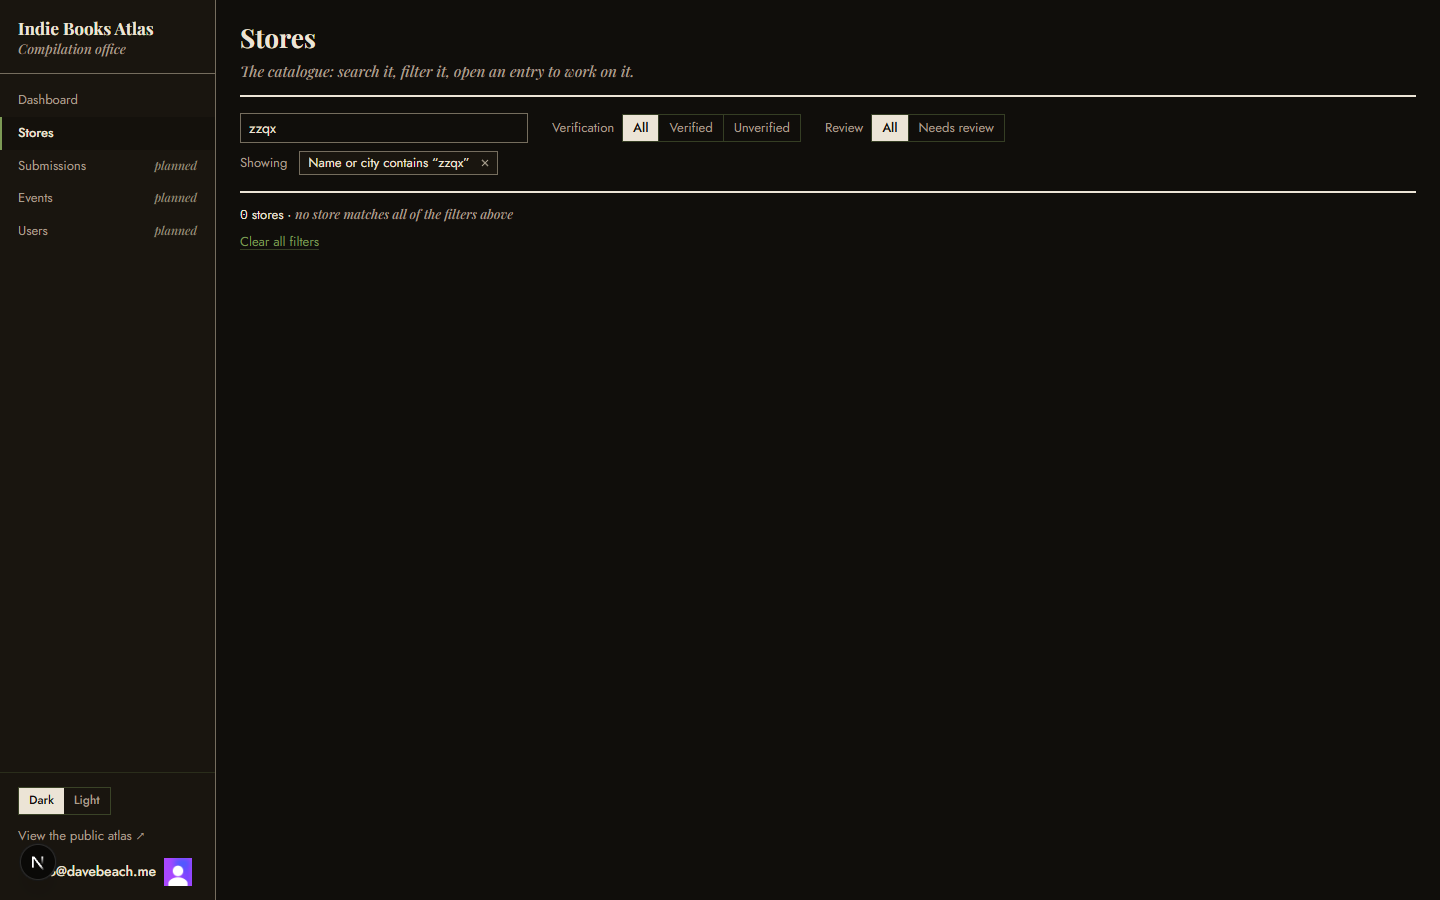 Indie Books Atlas
Compilation office
Dashboard
Stores
Submissions planned
Events planned
Users planned
Dark Light
View the public atlas ↗
N @davebeach.me
Stores
The catalogue: search it, filter it, open an entry to work on it.
zzqx Verification All Verified Unverified Review All Needs review
Showing Name or city contains “zzqx” ×
0 stores · no store matches all of the filters above
Clear all filters